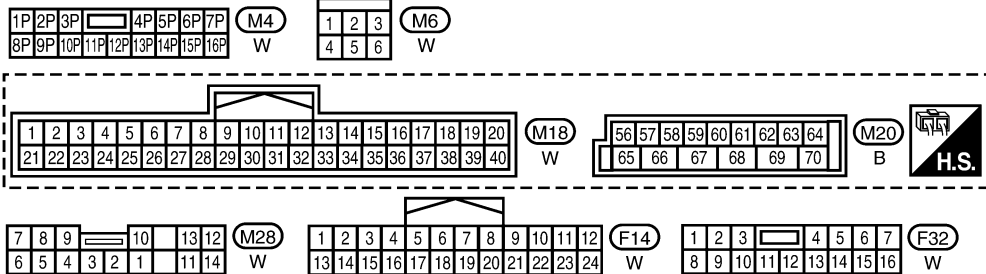 1P 2P 3P 4P 5P 6P 7P M4
8P 9P 10P 11P 12P 13P 14P 15P 16P W
1 2 3 M6
4 5 6 W
1 2 3 4 5 6 7 8 9 10 11 12 13 14 15 16 17 18 19 20 M18
21 22 23 24 25 26 27 28 29 30 31 32 33 34 35 36 37 38 39 40 W
56 57 58 59 60 61 62 63 64 M20
65 66 67 68 69 70 B
H.S.
7 8 9 10 13 12 M28
6 5 4 3 2 1 11 14 W
1 2 3 4 5 6 7 8 9 10 11 12 F14
13 14 15 16 17 18 19 20 21 22 23 24 W
1 2 3 4 5 6 7 F32
8 9 10 11 12 13 14 15 16 W